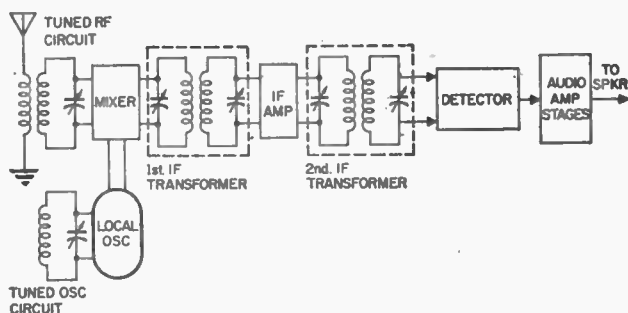 TUNED RF
CIRCUIT
MIXER
1st. IF
TRANSFORMER
IF
AMP
2nd. IF
TRANSFORMER
DETECTOR
AUDIO
AMP
STAGES
TO
SPKR
LOCAL
OSC
TUNED OSC
CIRCUIT